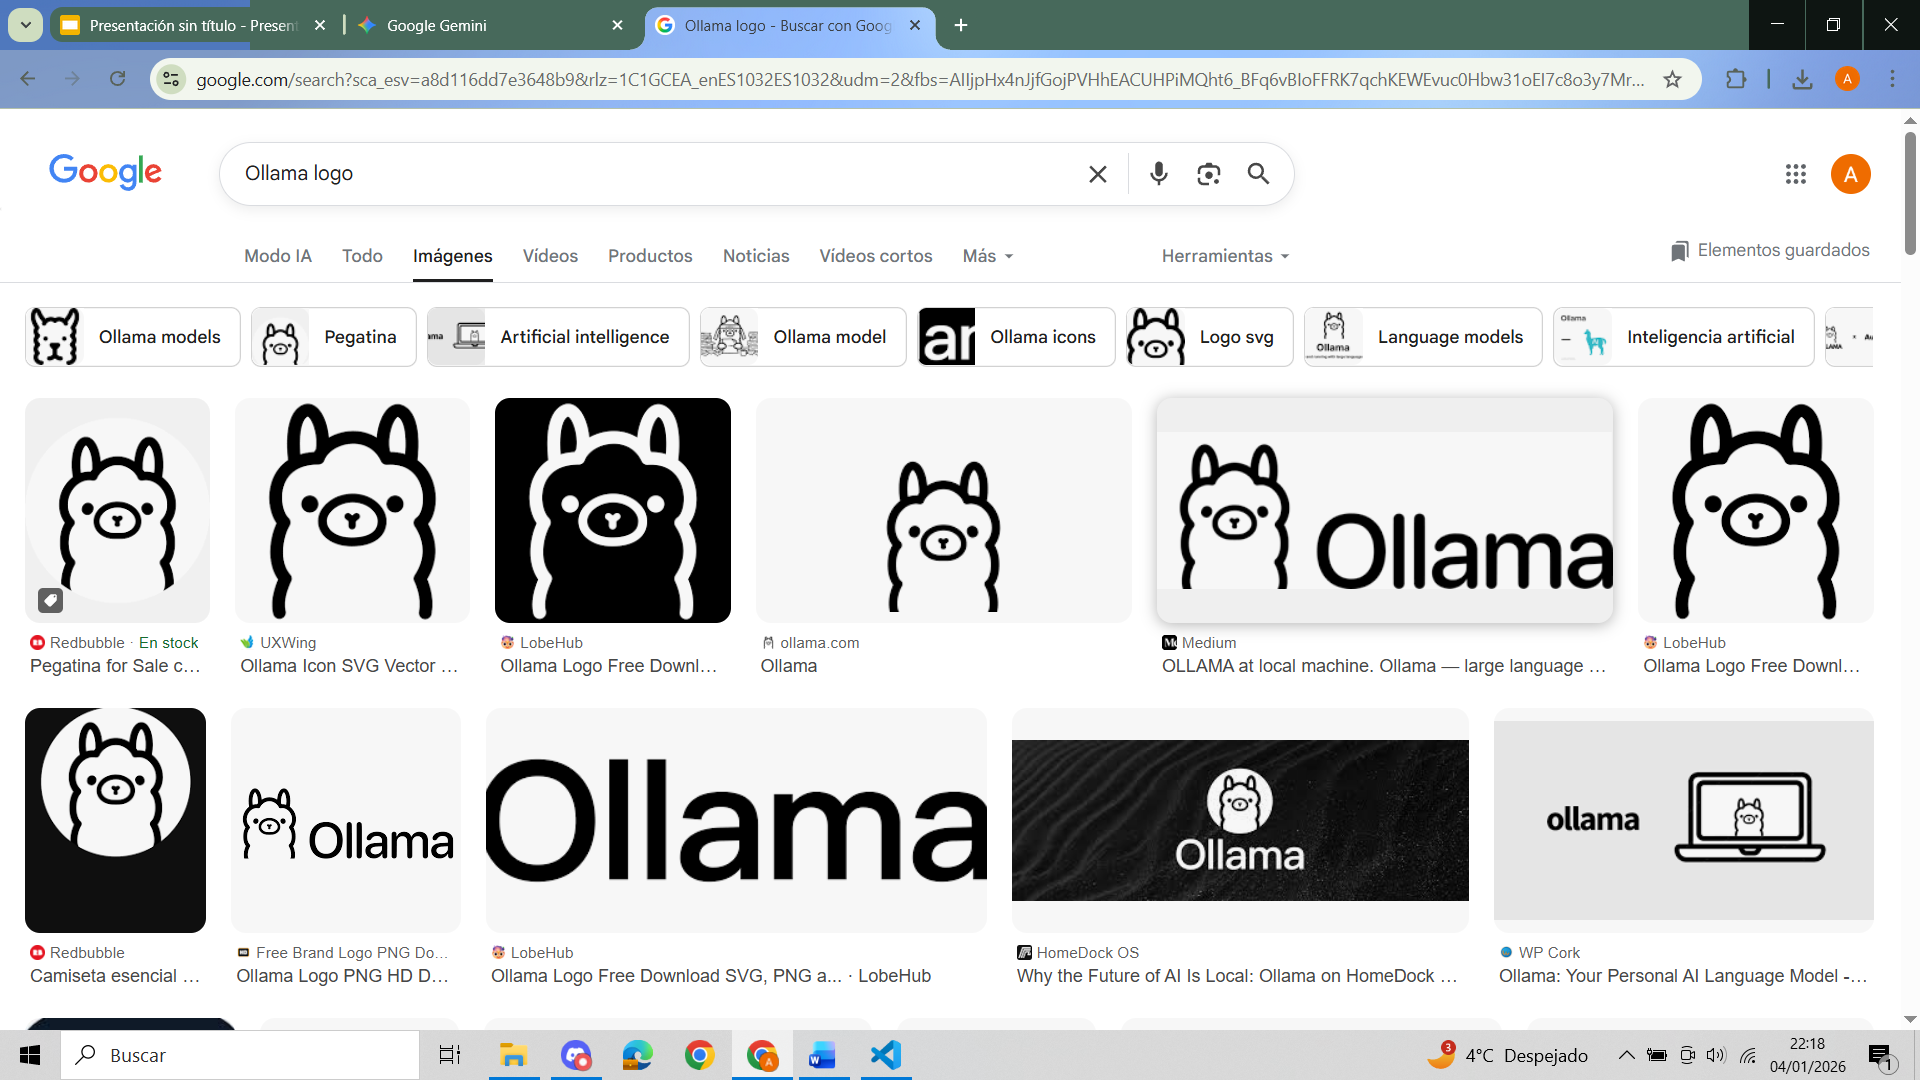 Presentación sin título - Present
Google Gemini
Ollama logo - Buscar con Goog
google.com/search?sca_esv=a8d116dd7e3648b9&rlz=1C1GCEA_enES1032ES1032&udm=2&fbs=AIIjpHx4nJjfGojPVHhEACUHPiMQht6_BFq6vBIoFFRK7qchKEWEvuc0Hbw31oEI7c8o3y7Mr...
A
Google
Ollama logo
A
Modo IA
Todo
Imágenes
Vídeos
Productos
Noticias
Vídeos cortos
Más
Herramientas
Elementos guardados
Ollama models
Pegatina
Artificial intelligence
Ollama model
Ollama icons
Logo svg
Language models
Inteligencia artificial
Ollama
Redbubble · En stock
Pegatina for Sale c...
UXWing
Ollama Icon SVG Vector ...
LobeHub
Ollama Logo Free Downl...
ollama.com
Ollama
Medium
OLLAMA at local machine. Ollama — large language ...
LobeHub
Ollama Logo Free Downl...
Ollama
Ollama
Ollama
ollama
Redbubble
Camiseta esencial ...
Free Brand Logo PNG Do...
Ollama Logo PNG HD D...
LobeHub
Ollama Logo Free Download SVG, PNG a... · LobeHub
HomeDock OS
Why the Future of AI Is Local: Ollama on HomeDock ...
WP Cork
Ollama: Your Personal AI Language Model -...
Buscar
3
4°C Despejado
22:18
04/01/2026
1